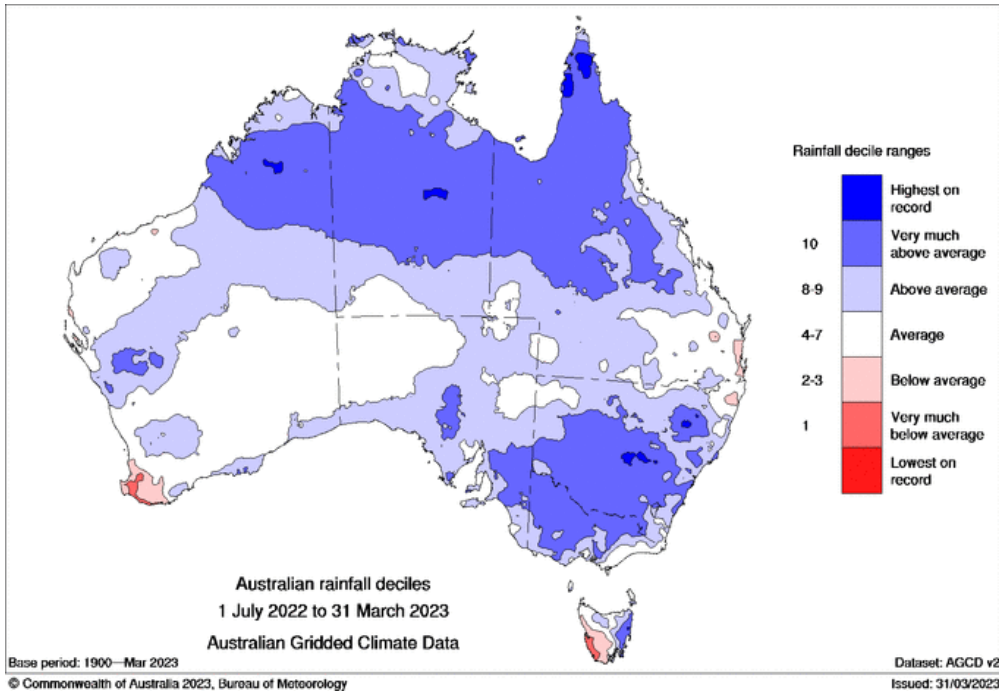 Rainfall decile ranges
Highest on
record
10
Very much
above average
8-9
Above average
4-7
Average
2-3
Below average
1
Very much
below average
Lowest on
record
Australian rainfall deciles
1 July 2022 to 31 March 2023
Australian Gridded Climate Data
Base period: 1900—Mar 2023
Dataset: AGCD v2
© Commonwealth of Australia 2023, Bureau of Meteorology
Issued: 31/03/2023